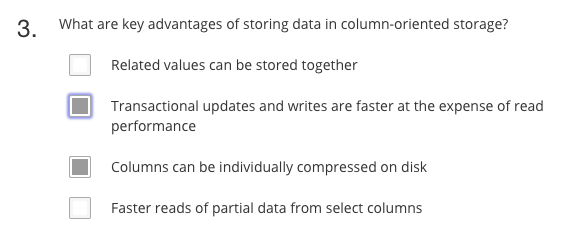 3. What are key advantages of storing data in column-oriented storage?
Related values can be stored together
Transactional updates and writes are faster at the expense of read
performance
Columns can be individually compressed on disk
Faster reads of partial data from select columns